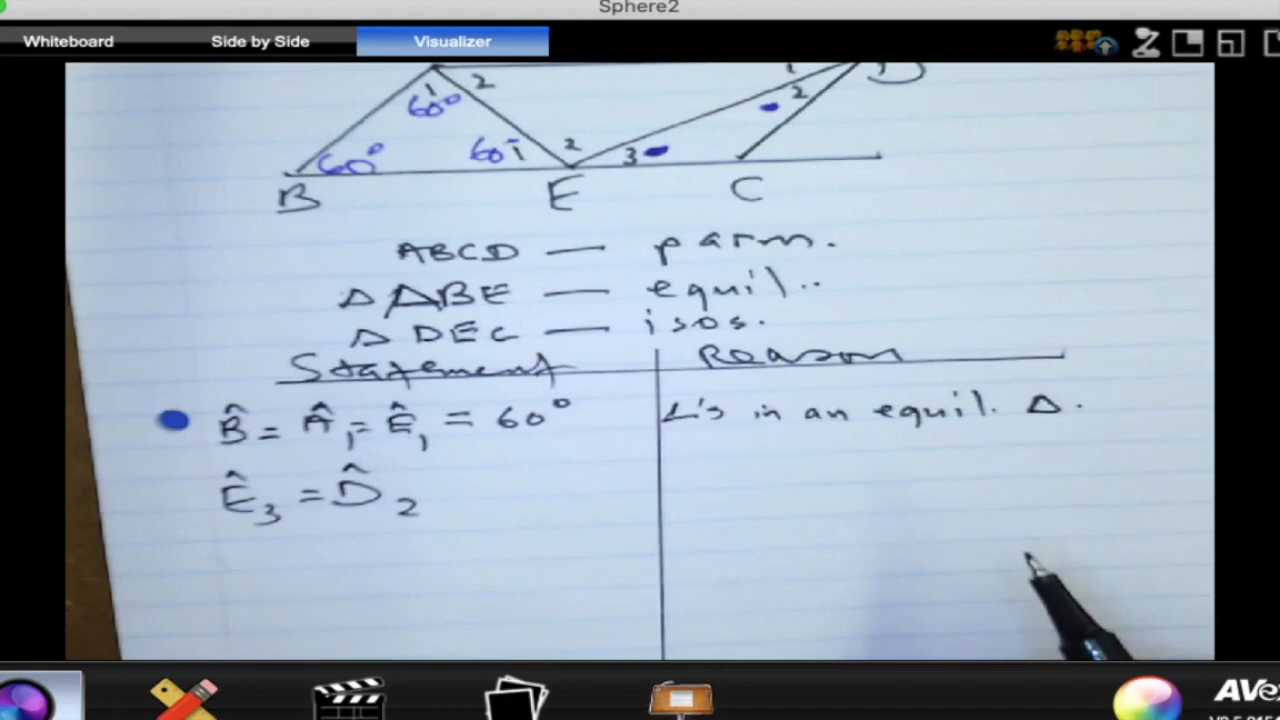 Sphere2
Whiteboard Side by Side Visualizer
1 2 1 D
60° 2
60° 60° 1 2 3
B E C
ABCD — parm.
△ ABE — equil..
△ DEC — isos.
Statement Reason
B̂ = Â₁ = Ê₁ = 60° ∠'s in an equil. △.
Ê₃ = D̂₂